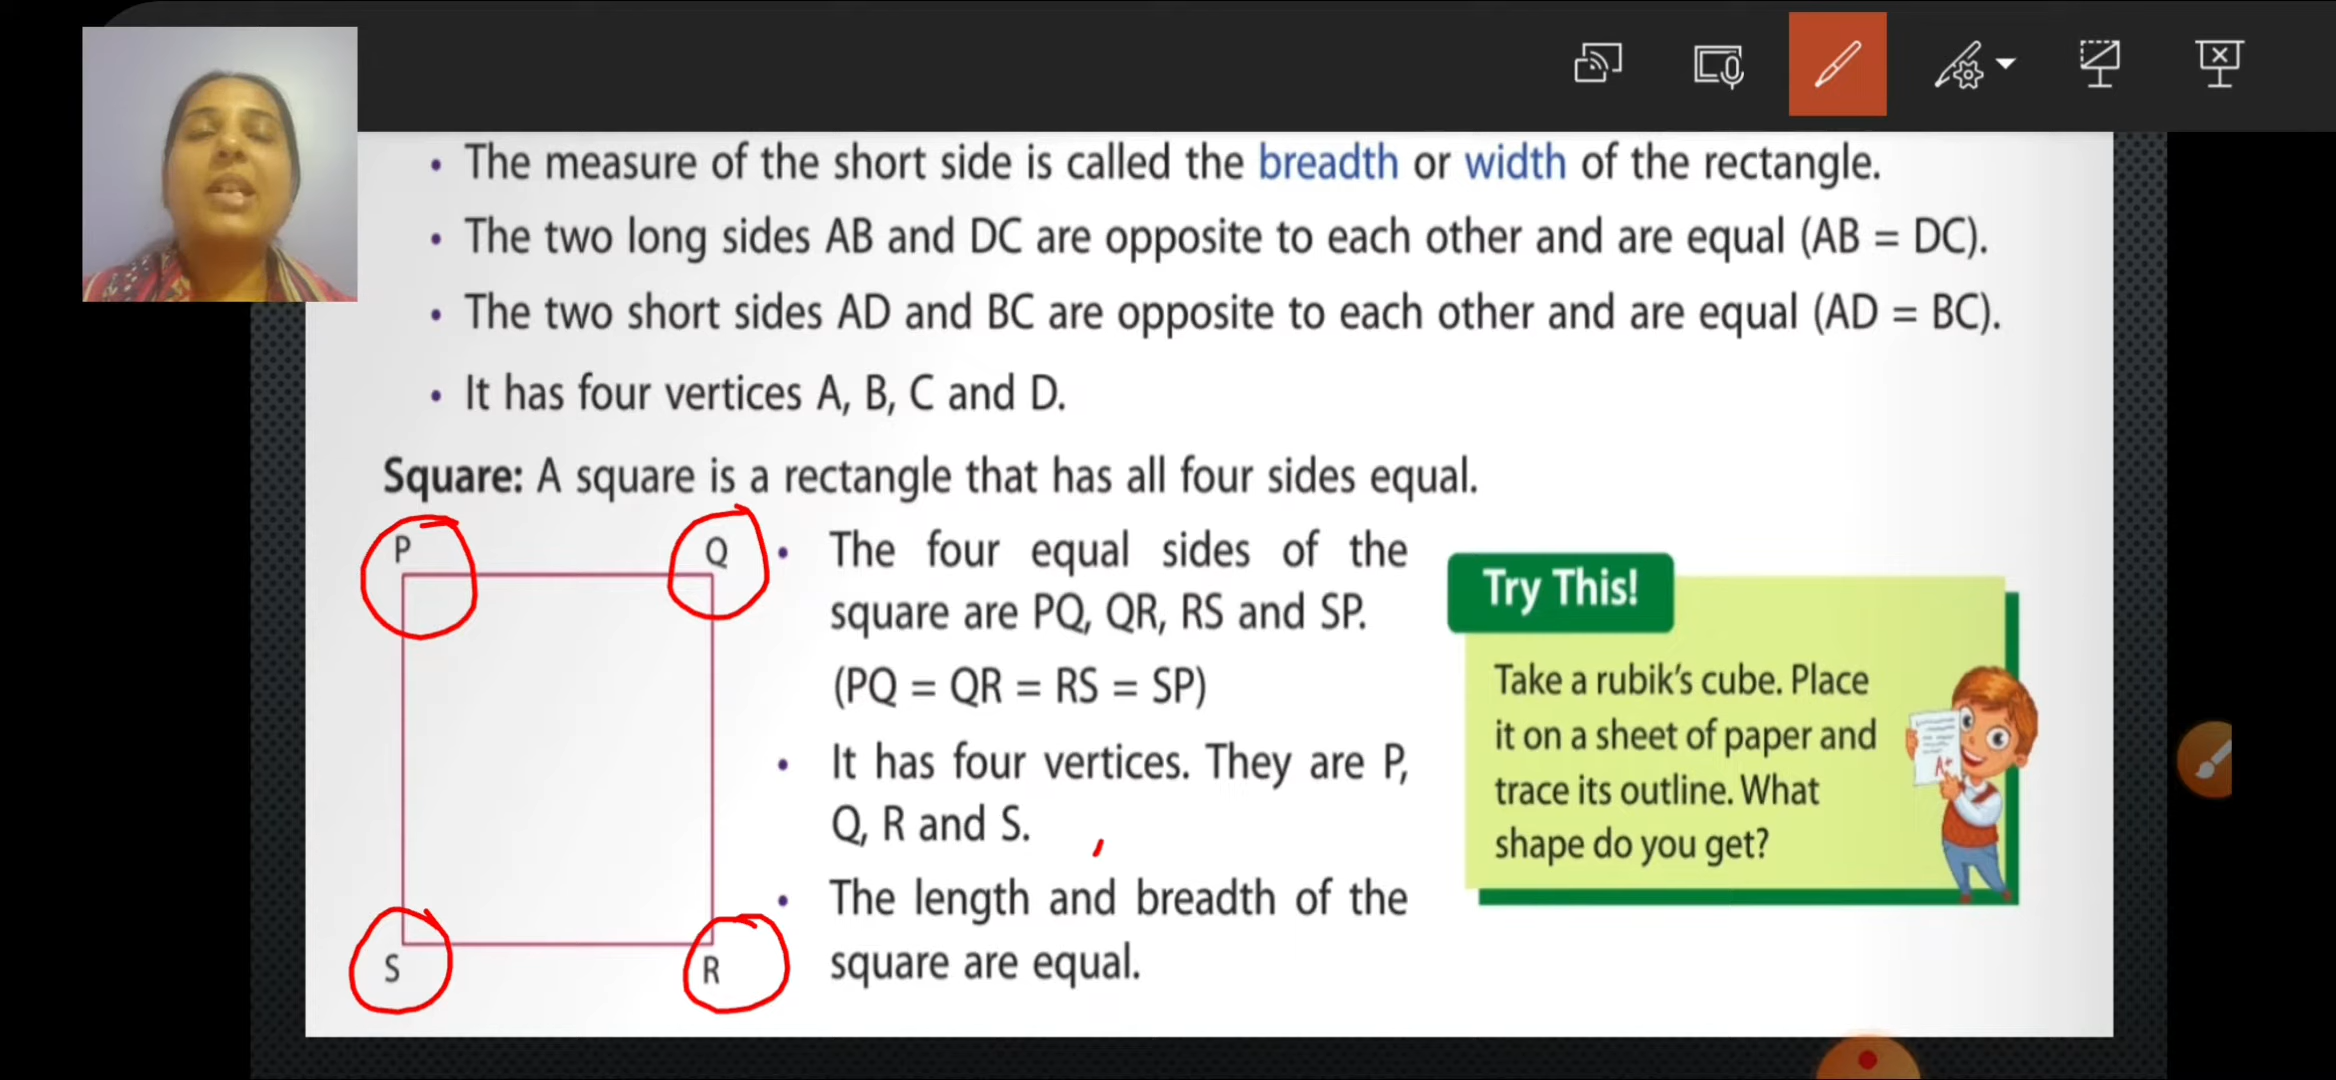 • The measure of the short side is called the breadth or width of the rectangle.
• The two long sides AB and DC are opposite to each other and are equal (AB = DC).
• The two short sides AD and BC are opposite to each other and are equal (AD = BC).
• It has four vertices A, B, C and D.
Square: A square is a rectangle that has all four sides equal.
P
Q
S
R
• The four equal sides of the
square are PQ, QR, RS and SP.
(PQ = QR = RS = SP)
• It has four vertices. They are P,
Q, R and S.
• The length and breadth of the
square are equal.
Try This!
Take a rubik's cube. Place
it on a sheet of paper and
trace its outline. What
shape do you get?
A+